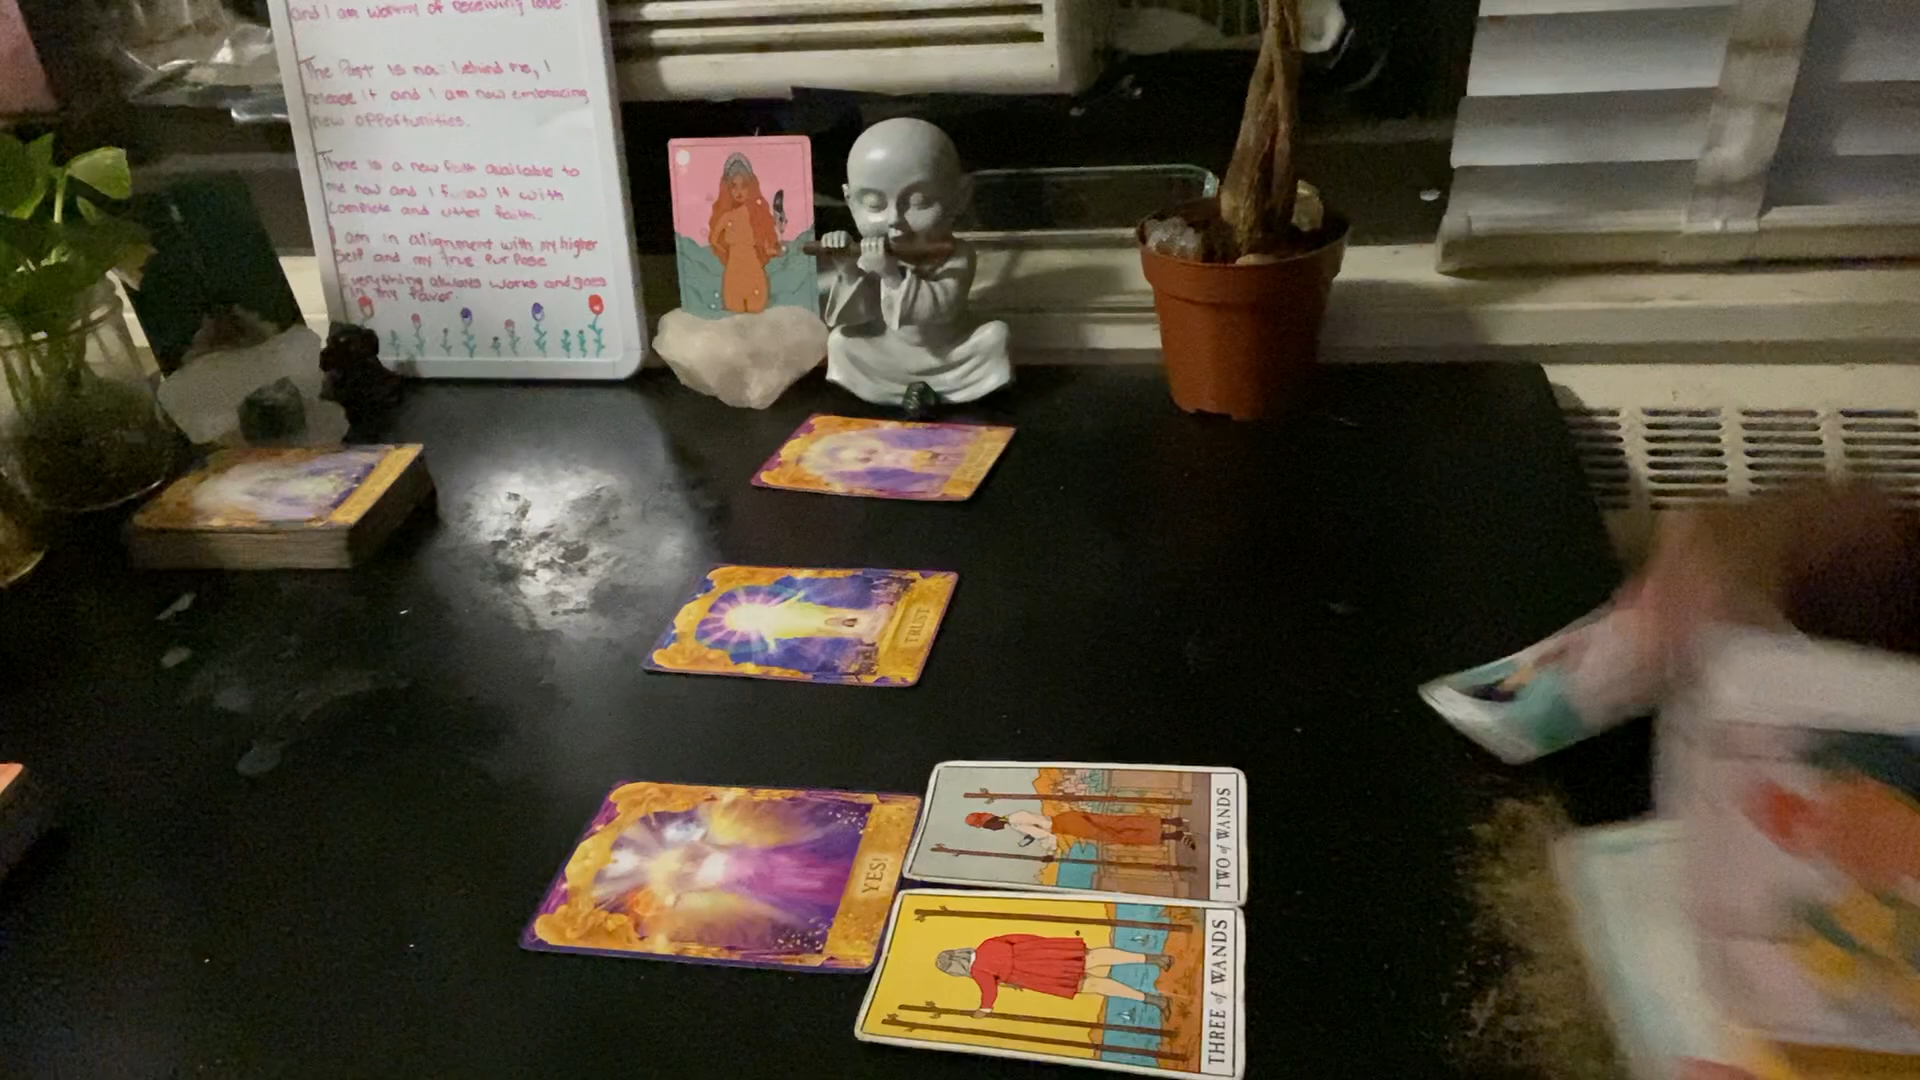 and I am worthy of receiving love.
The Past is now behind me, I
release it and I am now embracing
new opportunities.
There is a new path available to
me now and I follow it with
complete and utter faith.
I am in alignment with my higher
self and my true purpose
Everything always works and goes
in my favor.
TRUST
YES!
TWO of WANDS
THREE of WANDS